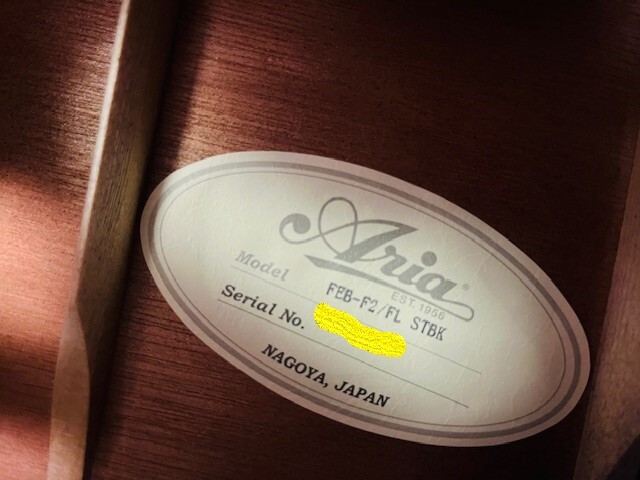 Aria®
EST.1956
Model FEB-F2/FL STBK
Serial No.
NAGOYA, JAPAN